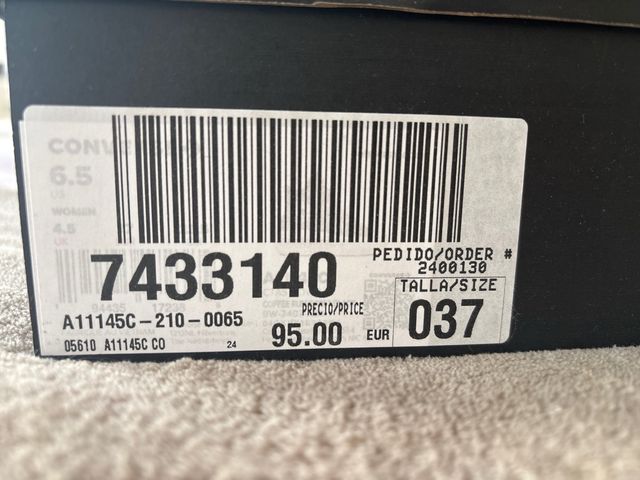 CONVE
6.5
US
WOMEN
4.5
UK
7433140
PEDIDO/ORDER #
2400130
TALLA/SIZE
037
A11145C-210-0065
PRECIO/PRICE
95.00 EUR
05610 A11145C CO 24